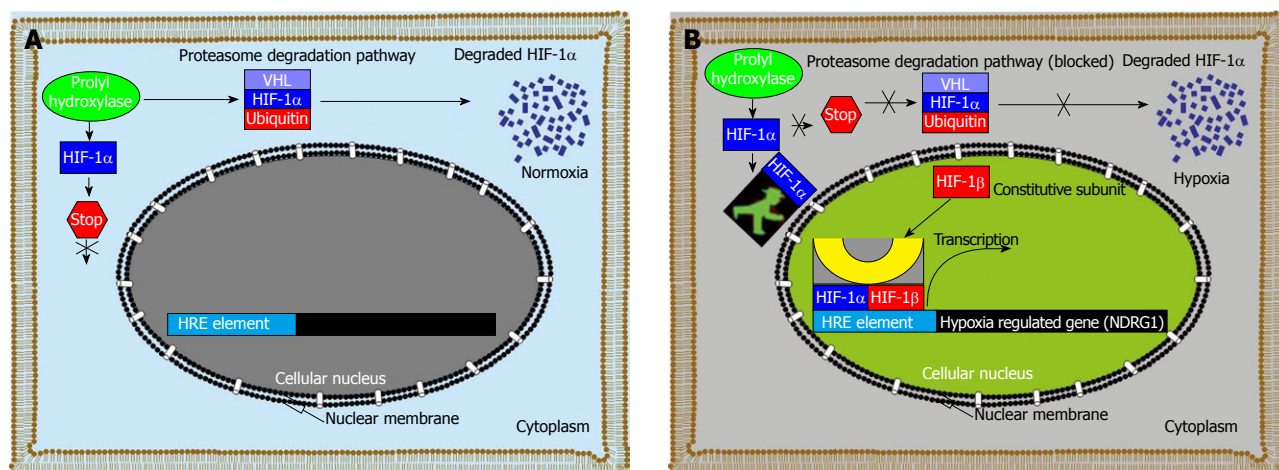 A
Proteasome degradation pathway
Degraded HIF-1α
Prolyl
hydroxylase
VHL
HIF-1α
Ubiquitin
HIF-1α
Normoxia
Stop
HRE element
Cellular nucleus
Nuclear membrane
Cytoplasm
B
Proteasome degradation pathway (blocked)
Degraded HIF-1α
Prolyl
hydroxylase
VHL
HIF-1α
Ubiquitin
Stop
HIF-1α
HIF-1α
Hypoxia
HIF-1β
Constitutive subunit
Transcription
HIF-1α
HIF-1β
HRE element
Hypoxia regulated gene (NDRG1)
Cellular nucleus
Nuclear membrane
Cytoplasm